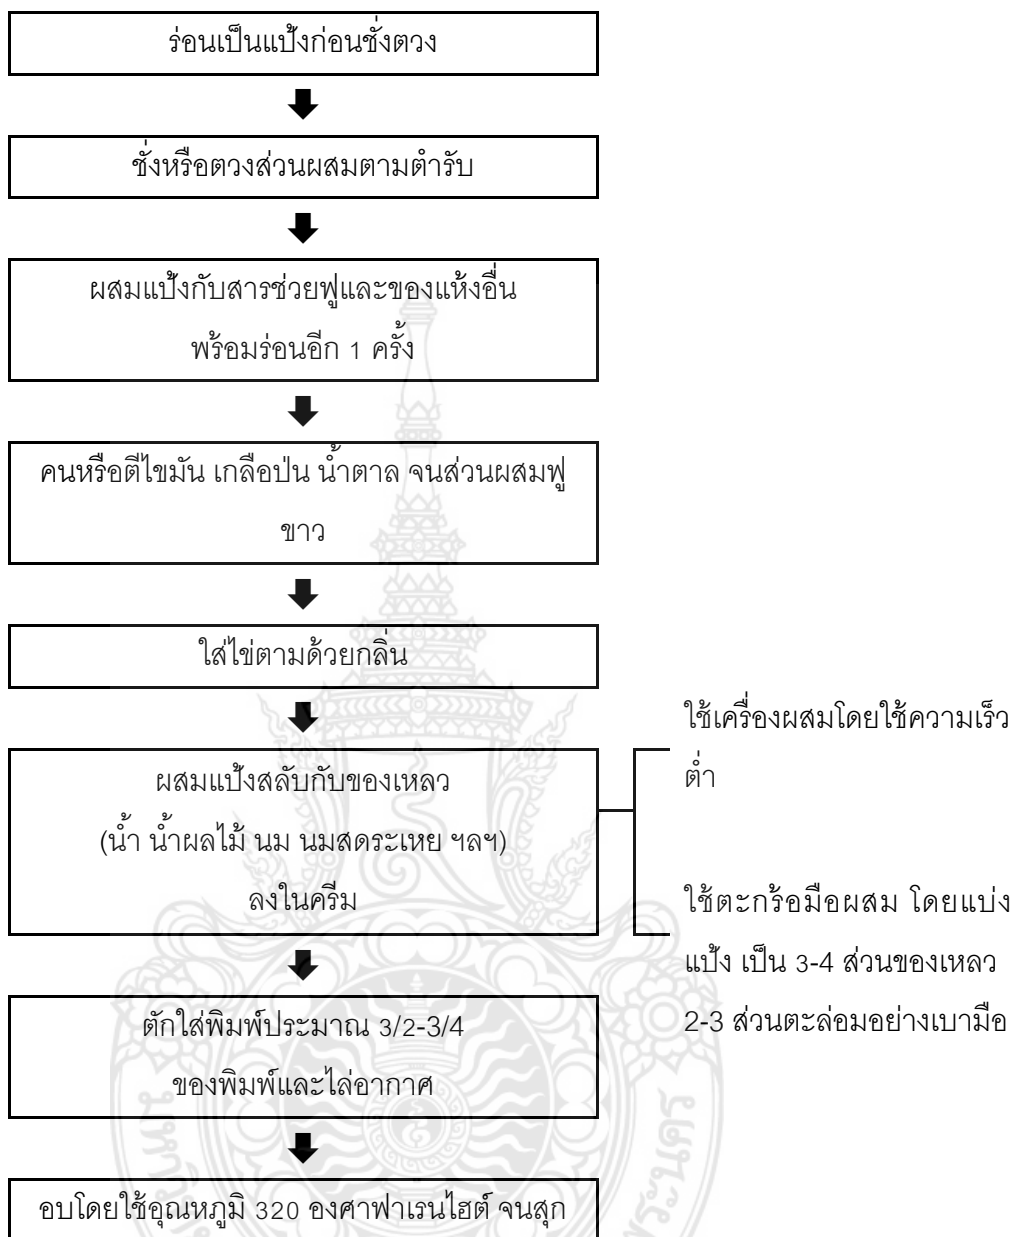 ร่อนเป็นแป้งก่อนชั่งตวง
ชั่งหรือตวงส่วนผสมตามตำรับ
ผสมแป้งกับสารช่วยฟูและของแห้งอื่น
พร้อมร่อนอีก 1 ครั้ง
คนหรือตีไขมัน เกลือป่น น้ำตาล จนส่วนผสมฟู
ขาว
ใส่ไข่ตามด้วยกลิ่น
ผสมแป้งสลับกับของเหลว
(น้ำ น้ำผลไม้ นม นมสดระเหย ฯลฯ)
ลงในครีม
ใช้เครื่องผสมโดยใช้ความเร็ว
ต่ำ
ใช้ตะกร้อมือผสม โดยแบ่ง
แป้ง เป็น 3-4 ส่วนของเหลว
2-3 ส่วนตะล่อมอย่างเบามือ
ตักใส่พิมพ์ประมาณ 3/2-3/4
ของพิมพ์และไล่อากาศ
อบโดยใช้อุณหภูมิ 320 องศาฟาเรนไฮต์ จนสุก